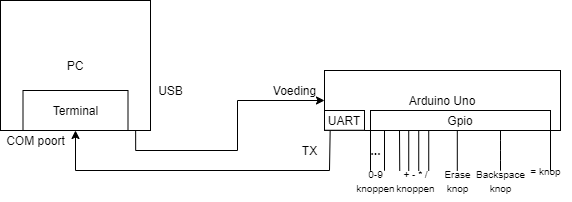 PC
Terminal
USB
COM poort
Voeding
Arduino Uno
UART
Gpio
TX
...
0-9
knoppen
+ - * /
knoppen
Erase
knop
Backspace
knop
= knop